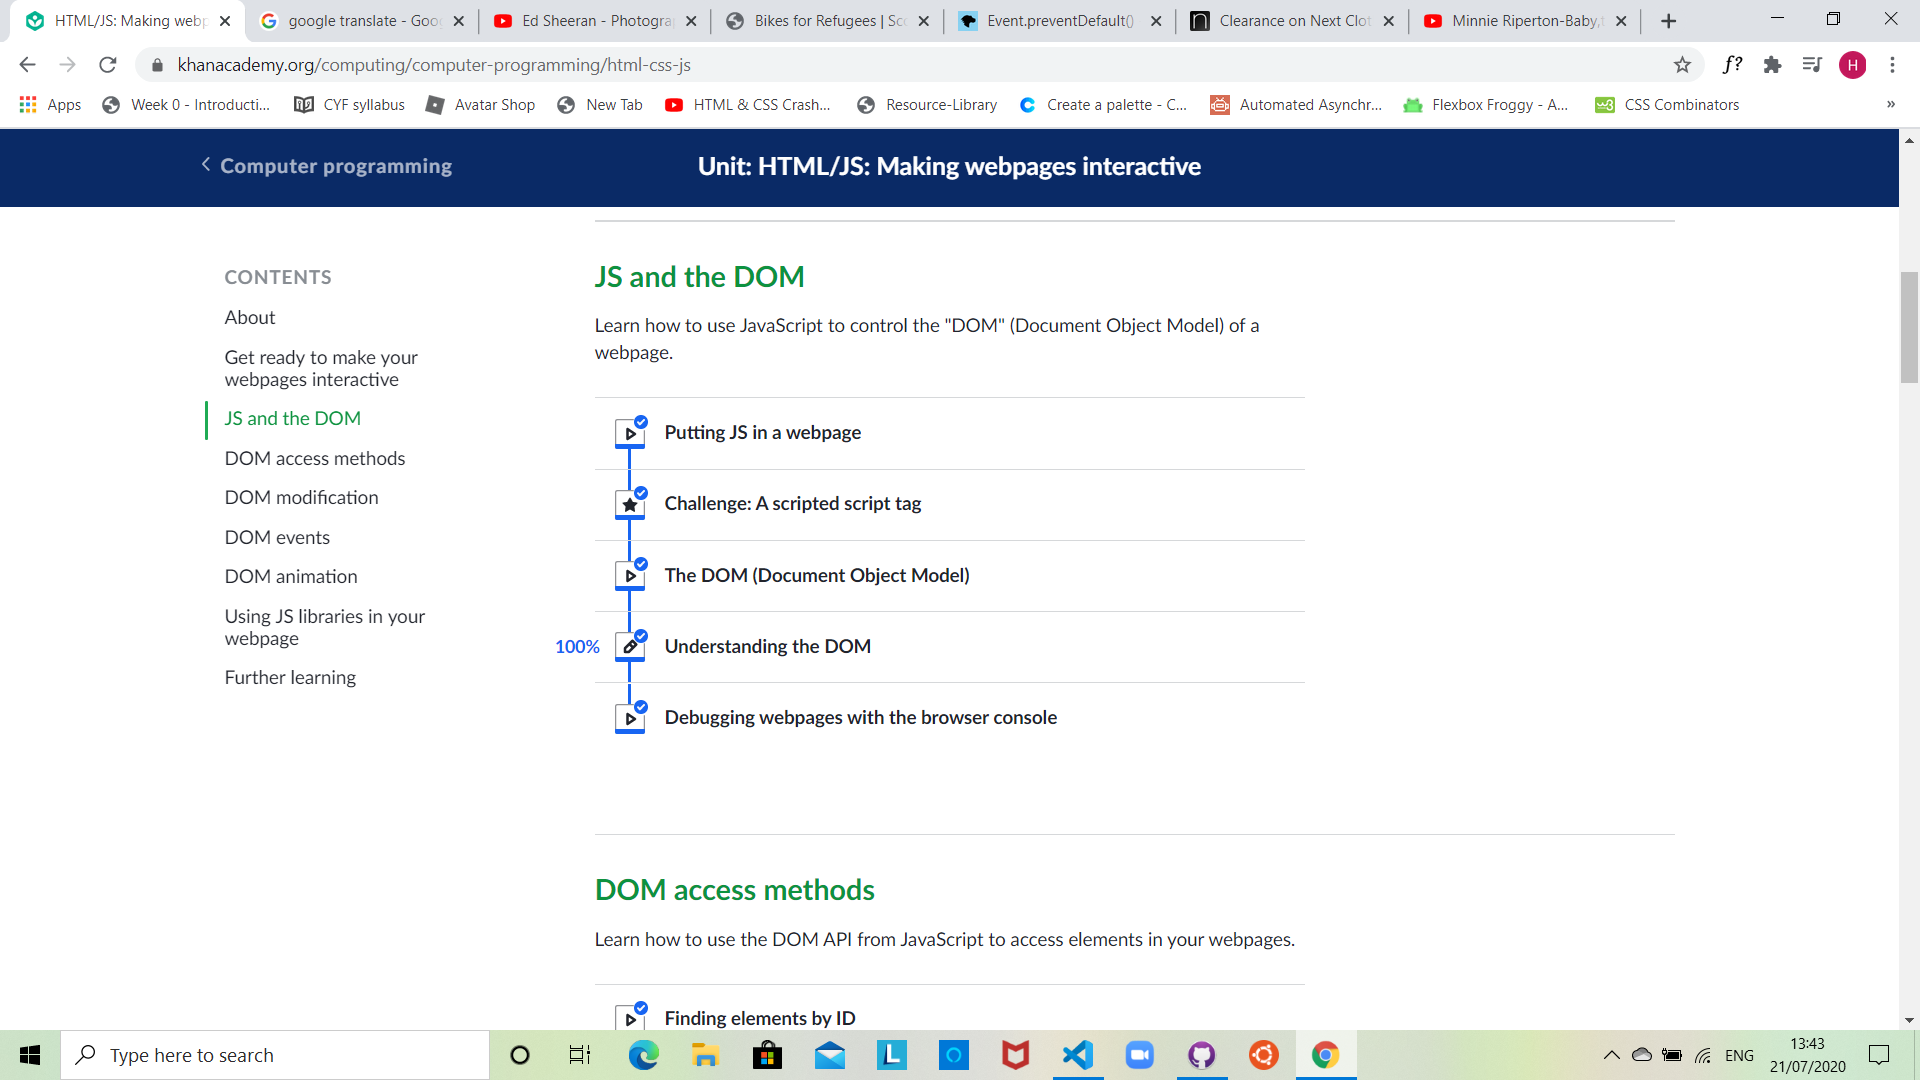 HTML/JS: Making webp
google translate - Goog
Ed Sheeran - Photogra
Bikes for Refugees | Sco
Event.preventDefault()
Clearance on Next Clot
Minnie Riperton-Baby,
khanacademy.org/computing/computer-programming/html-css-js
f?
H
Apps
Week 0 - Introducti...
CYF syllabus
Avatar Shop
New Tab
HTML & CSS Crash...
Resource-Library
Create a palette - C...
Automated Asynchr...
Flexbox Froggy - A...
CSS Combinators
»
Computer programming
Unit: HTML/JS: Making webpages interactive
CONTENTS
About
Get ready to make your
webpages interactive
JS and the DOM
DOM access methods
DOM modification
DOM events
DOM animation
Using JS libraries in your
webpage
Further learning
JS and the DOM
Learn how to use JavaScript to control the "DOM" (Document Object Model) of a
webpage.
Putting JS in a webpage
Challenge: A scripted script tag
The DOM (Document Object Model)
100%
Understanding the DOM
Debugging webpages with the browser console
DOM access methods
Learn how to use the DOM API from JavaScript to access elements in your webpages.
Finding elements by ID
Type here to search
ENG
13:43
21/07/2020